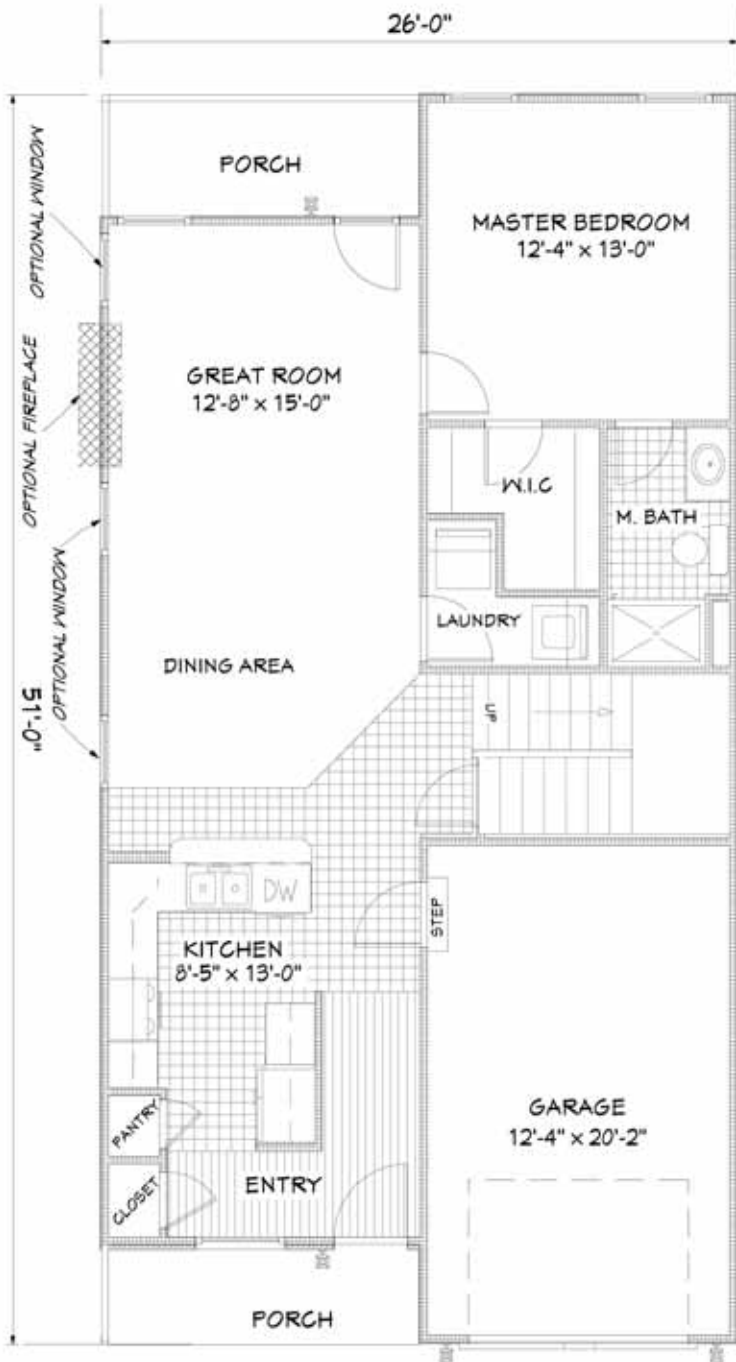 26'-0"
PORCH
OPTIONAL WINDOW
MASTER BEDROOM
12'-4" x 13'-0"
OPTIONAL FIREPLACE
GREAT ROOM
12'-8" x 15'-0"
W.I.C
M. BATH
OPTIONAL WINDOW
LAUNDRY
DINING AREA
51'-0"
UP
DW
STEP
KITCHEN
8'-5" x 13'-0"
PANTRY
GARAGE
12'-4" x 20'-2"
CLOSET
ENTRY
PORCH